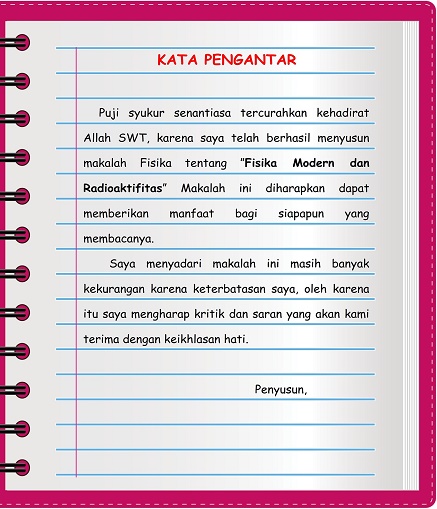 KATA PENGANTAR
Puji syukur senantiasa tercurahkan kehadirat
Allah SWT, karena saya telah berhasil menyusun
makalah Fisika tentang "Fisika Modern dan
Radioaktifitas" Makalah ini diharapkan dapat
memberikan manfaat bagi siapapun yang
membacanya.
Saya menyadari makalah ini masih banyak
kekurangan karena keterbatasan saya, oleh karena
itu saya mengharap kritik dan saran yang akan kami
terima dengan keikhlasan hati.
Penyusun,